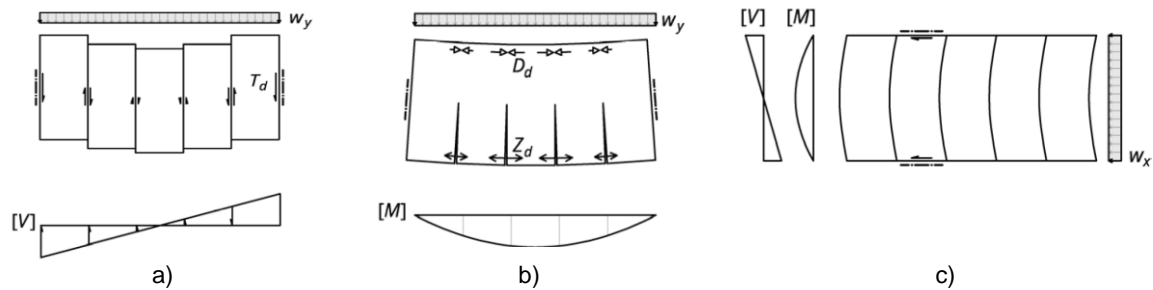 w_y
T_d
[V]
a)
w_y
D_d
Z_d
[M]
b)
[V] [M]
w_x
c)